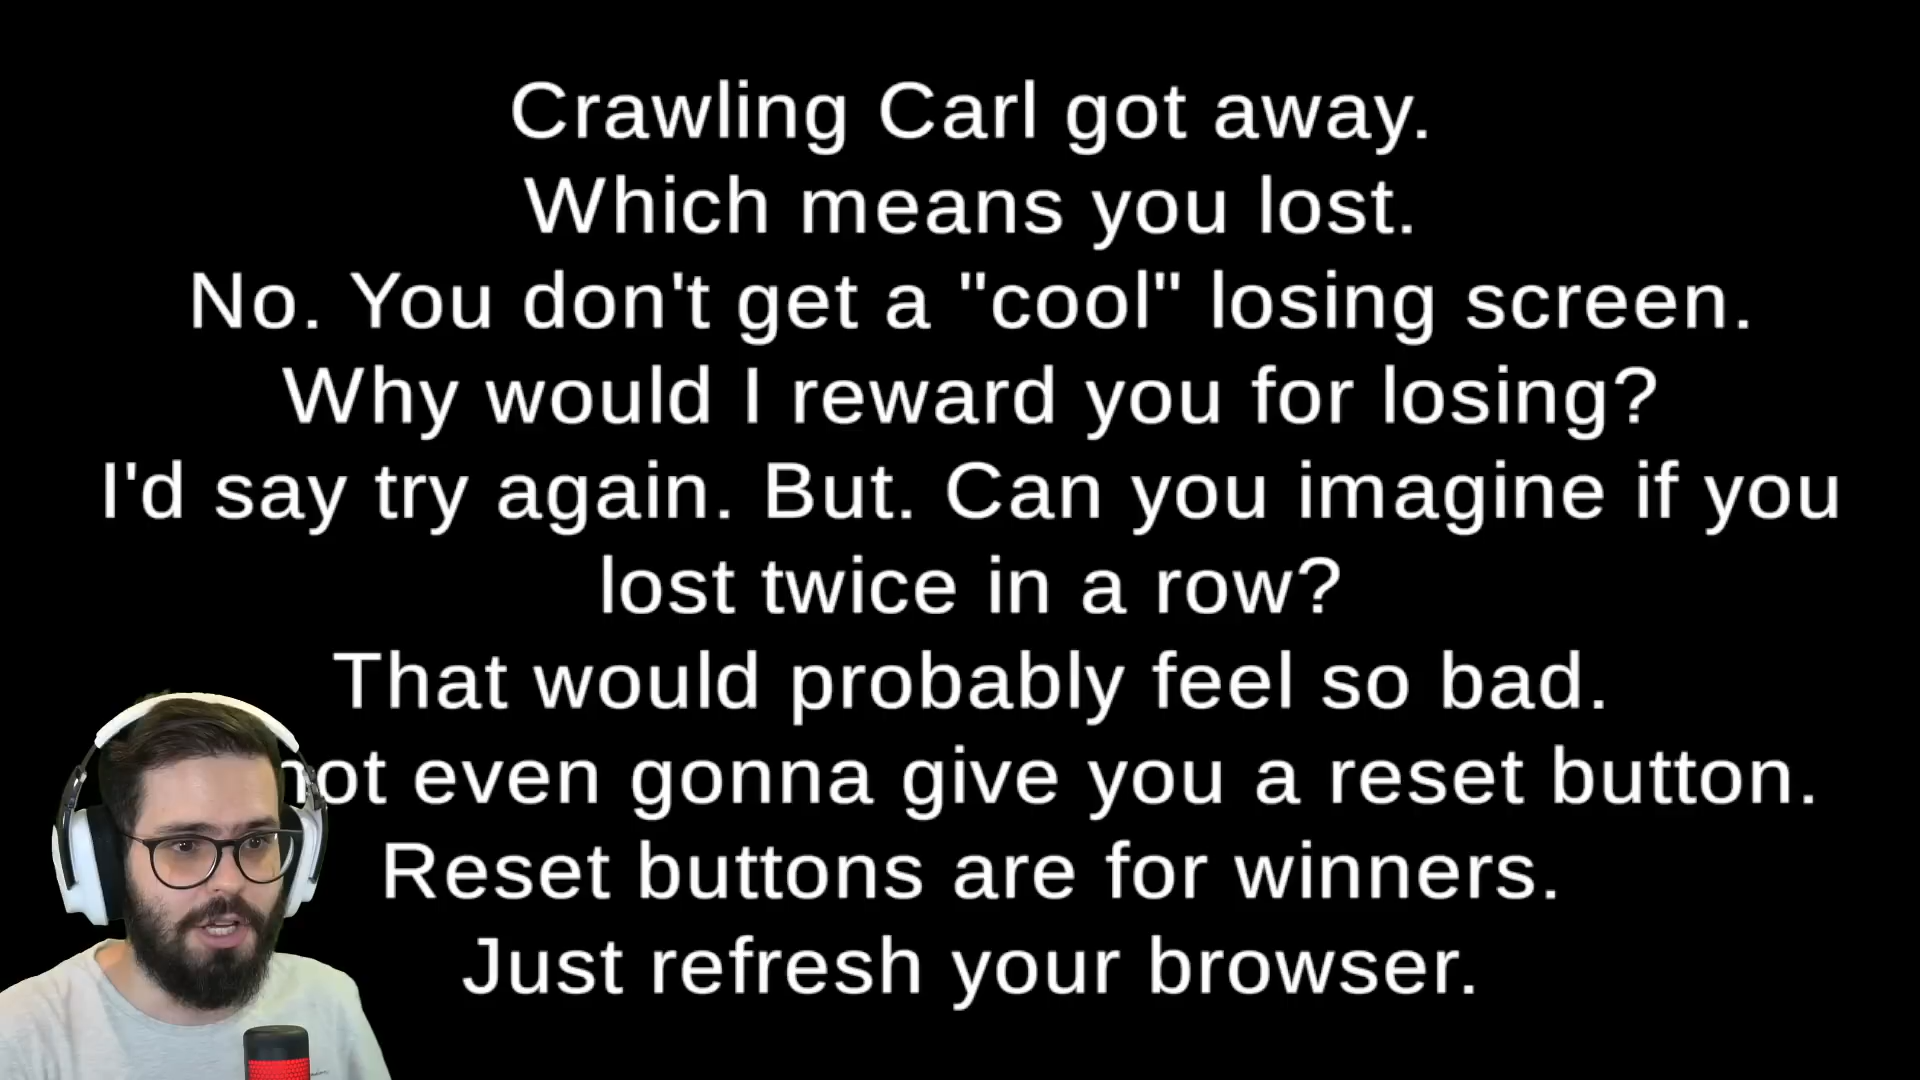 Crawling Carl got away.
Which means you lost.
No. You don't get a "cool" losing screen.
Why would I reward you for losing?
I'd say try again. But. Can you imagine if you
lost twice in a row?
That would probably feel so bad.
not even gonna give you a reset button.
Reset buttons are for winners.
Just refresh your browser.